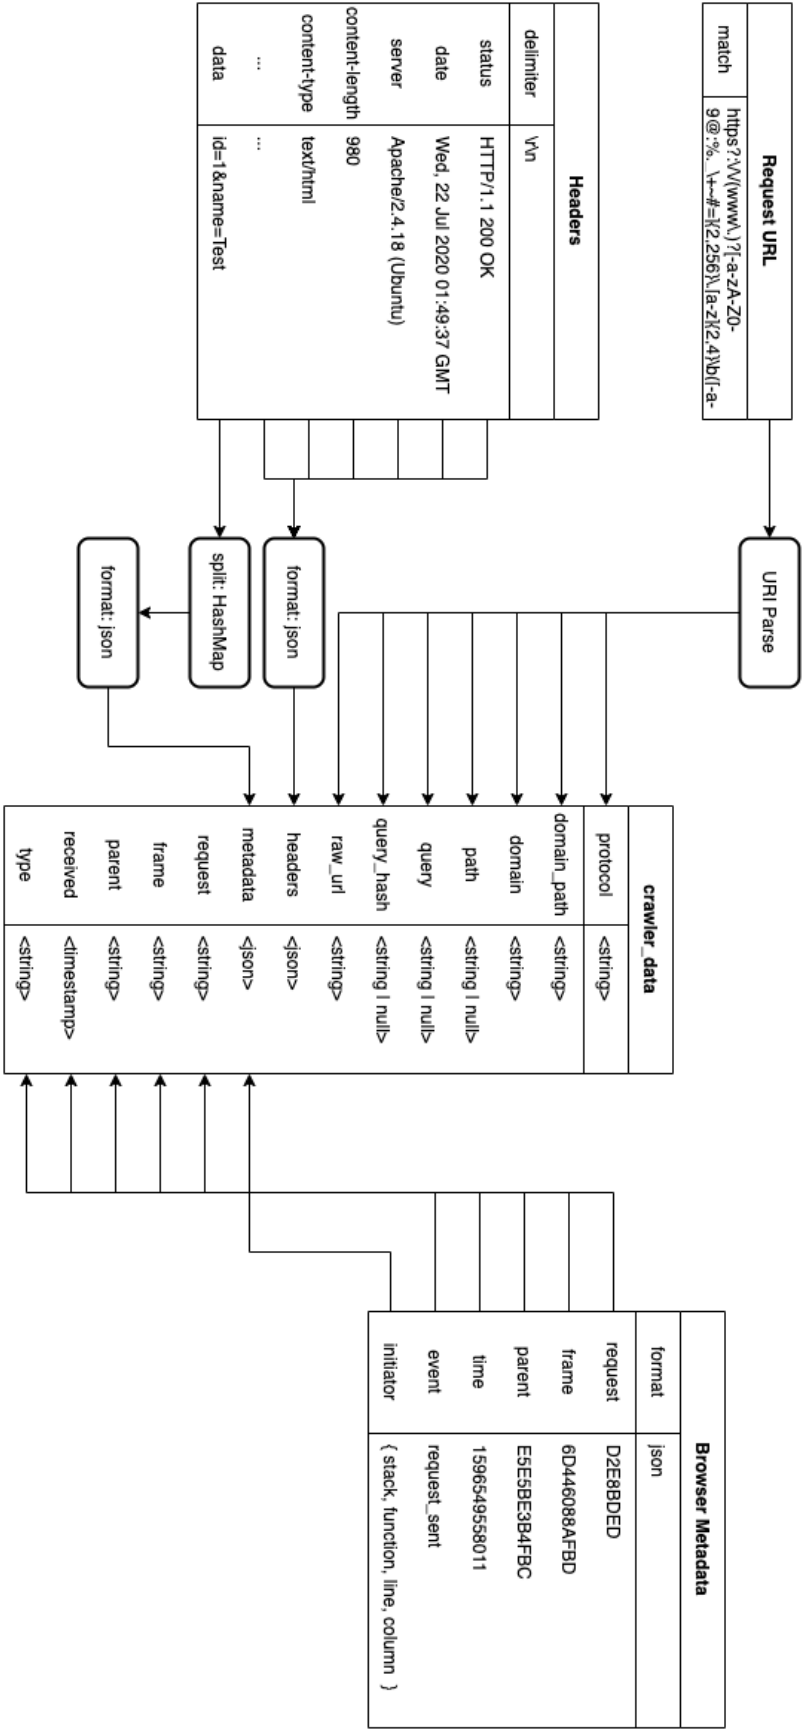 Request URL
match
https?:\/\/(www\.)?[-a-zA-Z0-
9@:%._\+~#=]{2,256}\.[a-z]{2,4}\b([-a-
URI Parse
Headers
delimiter \r\n
status HTTP/1.1 200 OK
date Wed, 22 Jul 2020 01:49:37 GMT
server Apache/2.4.18 (Ubuntu)
content-length 980
content-type text/html
... ...
data id=1&name=Test
format: json
split: HashMap
format: json
crawler_data
protocol <string>
domain_path <string>
domain <string>
path <string | null>
query <string | null>
query_hash <string | null>
raw_url <string>
headers <json>
metadata <json>
request <string>
frame <string>
parent <string>
received <timestamp>
type <string>
Browser Metadata
format json
request D2E8BDED
frame 6D446088AFBD
parent E5E5BE3B4FBC
time 1596549558011
event request_sent
initiator { stack, function, line, column }